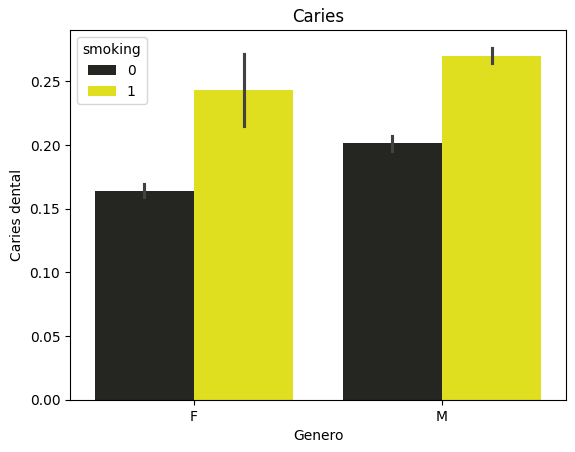 Caries
smoking
0
1
0.25
0.20
0.15
0.10
0.05
0.00
Caries dental
F
M
Genero